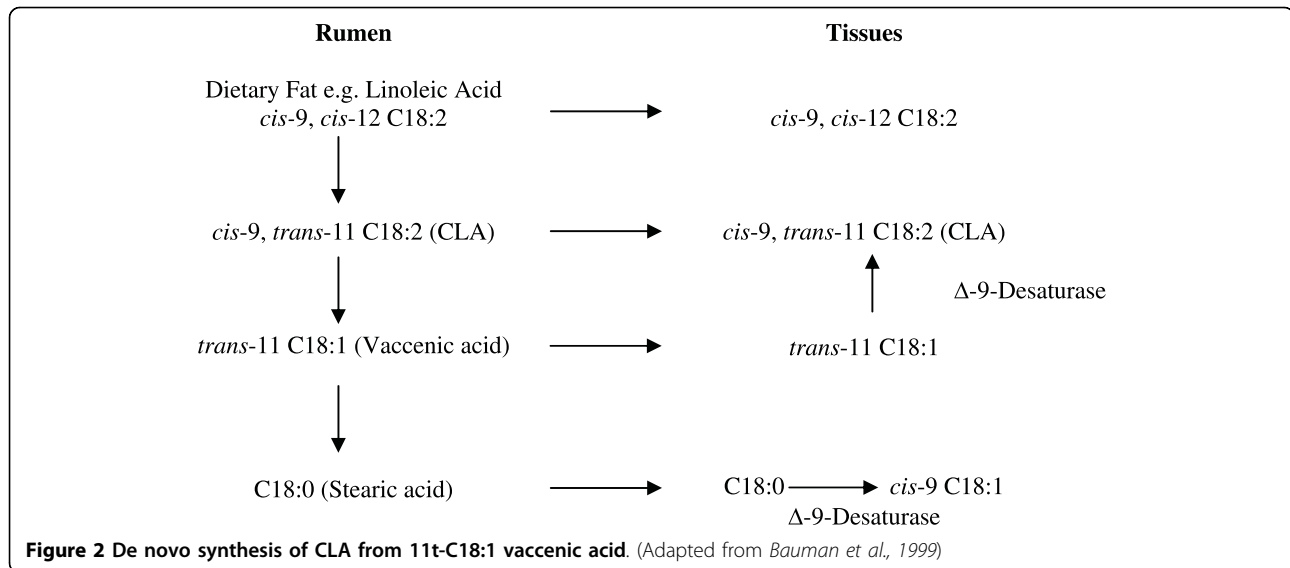 Rumen Tissues
Dietary Fat e.g. Linoleic Acid
cis-9, cis-12 C18:2 cis-9, cis-12 C18:2
cis-9, trans-11 C18:2 (CLA) cis-9, trans-11 C18:2 (CLA)
Δ-9-Desaturase
trans-11 C18:1 (Vaccenic acid) trans-11 C18:1
C18:0 (Stearic acid) C18:0 cis-9 C18:1
Δ-9-Desaturase
Figure 2 De novo synthesis of CLA from 11t-C18:1 vaccenic acid. (Adapted from Bauman et al., 1999)